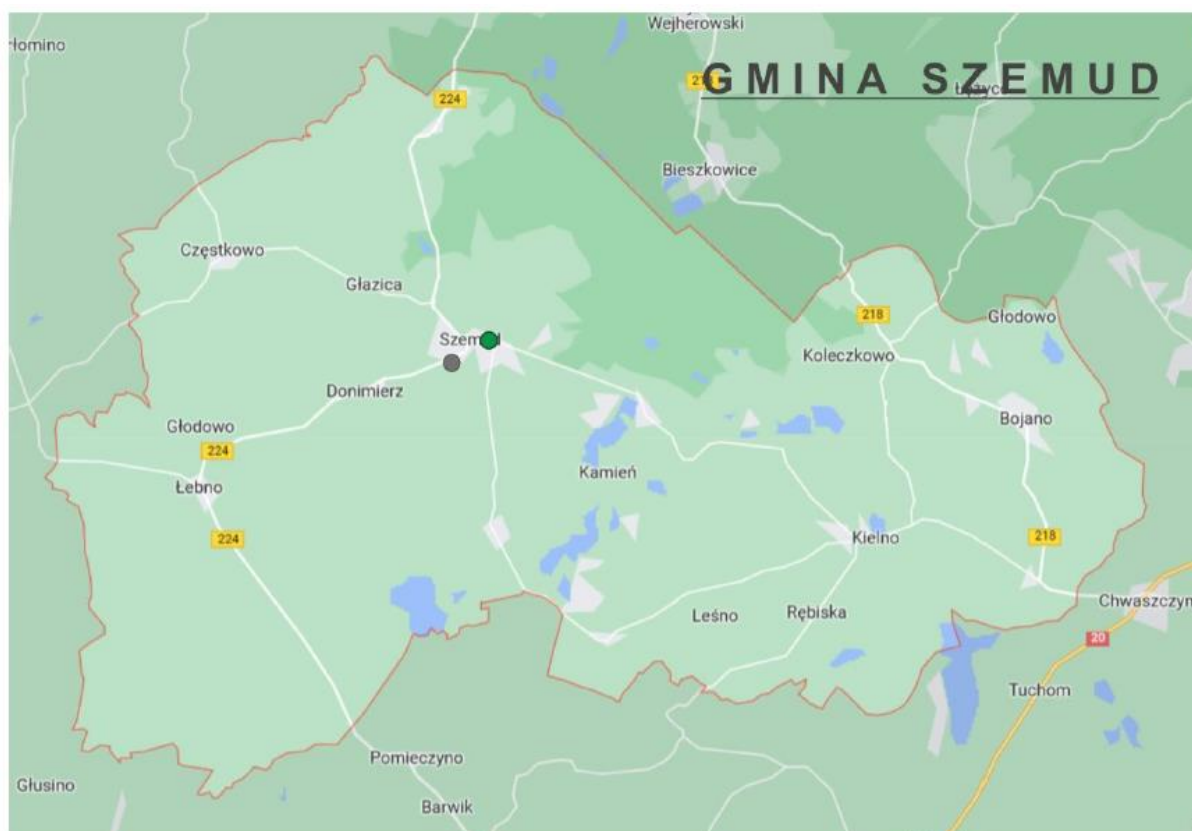 Wejherowski
GMINA SZEMUD
224
Bieszkowice
Częstkowo
Głazica
218
Głodowo
Koleczkowo
Donimierz
Głodowo
Bojano
224
Kamień
Łebno
224
Kielno
218
Chwaszczyn
Leśno
Rębiska
20
Tuchom
Pomieczyno
Głusino
Barwik